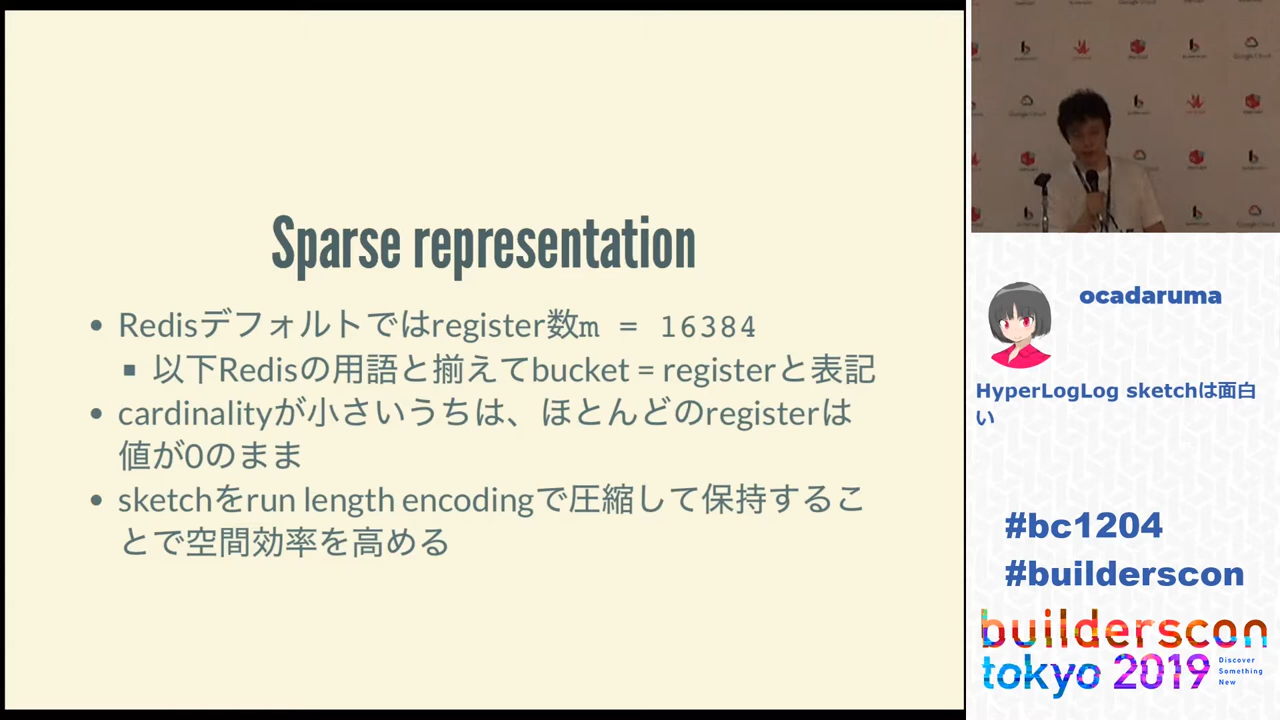 Sparse representation
Redisデフォルトではregister数m = 16384
以下Redisの用語と揃えてbucket = registerと表記
cardinalityが小さいうちは、ほとんどのregisterは
値が0のまま
sketchをrun length encodingで圧縮して保持するこ
とで空間効率を高める
ocadaruma
HyperLogLog sketchは面白
い
#bc1204
#builderscon
builderscon
tokyo 2019
Discover
Something
New